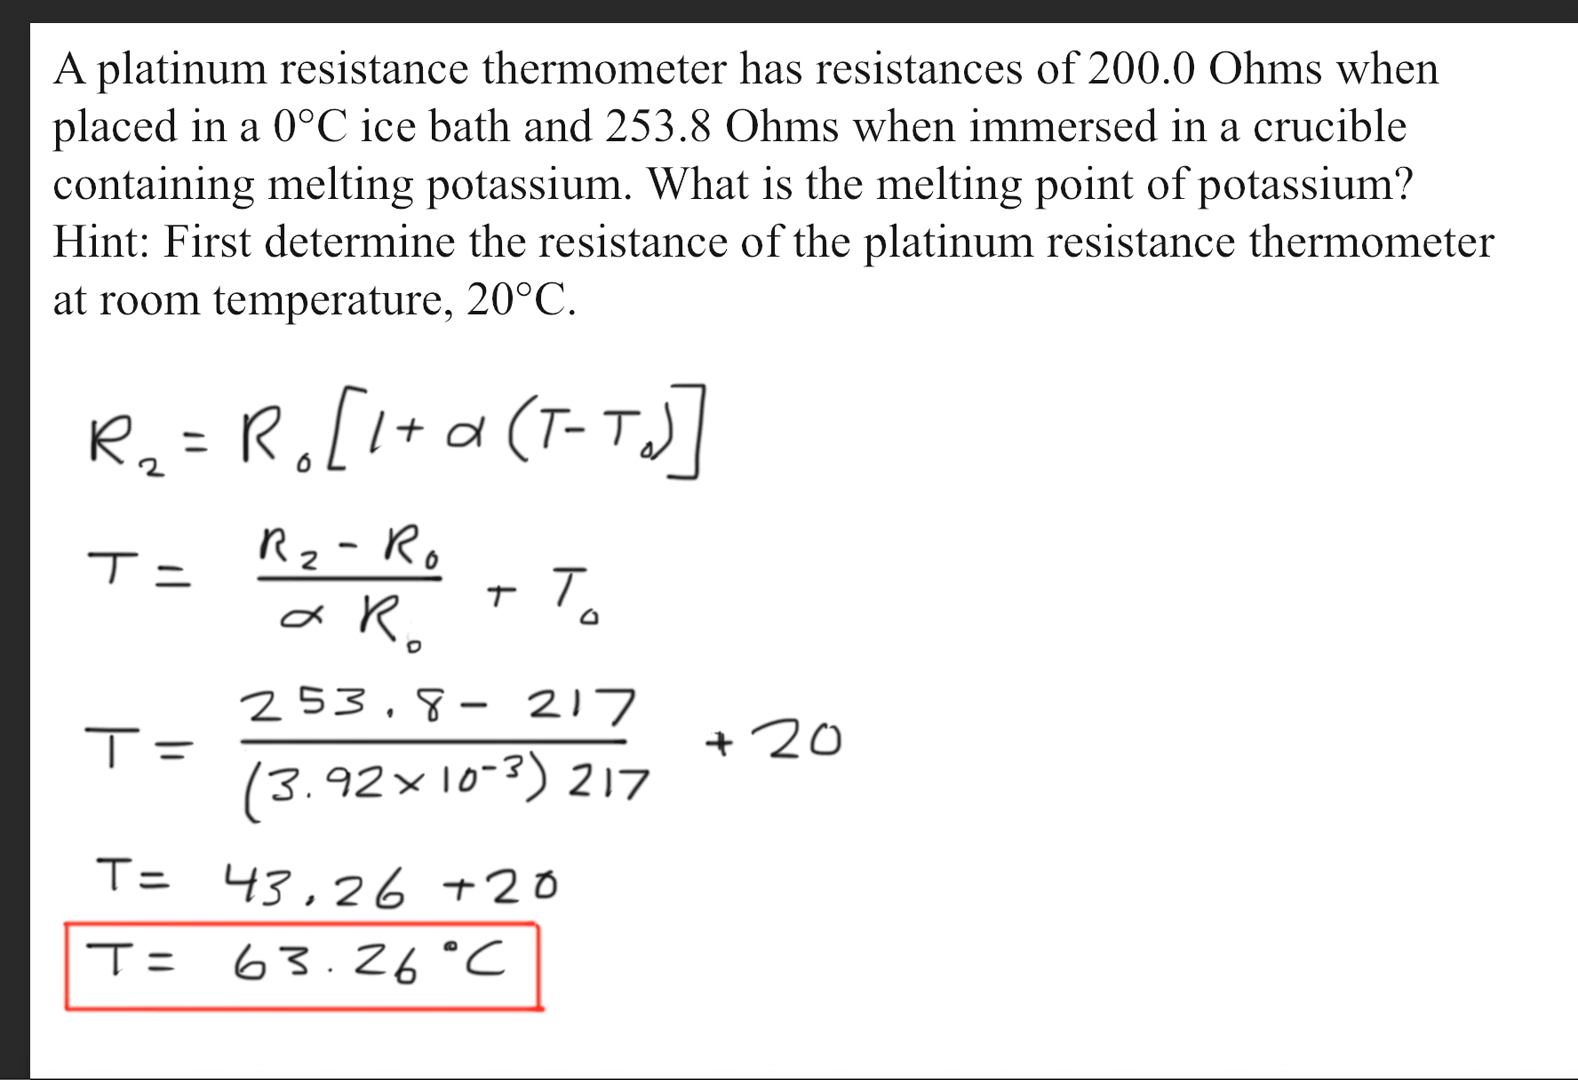 A platinum resistance thermometer has resistances of 200.0 Ohms when
placed in a 0°C ice bath and 253.8 Ohms when immersed in a crucible
containing melting potassium. What is the melting point of potassium?
Hint: First determine the resistance of the platinum resistance thermometer
at room temperature, 20°C.
R₂ = R₀[1+ α (T- T₀)]
T = (R₂ - R₀)/(α R₀) + T₀
T = (253.8 - 217)/((3.92×10⁻³) 217) + 20
T = 43.26 + 20
T = 63.26 °C